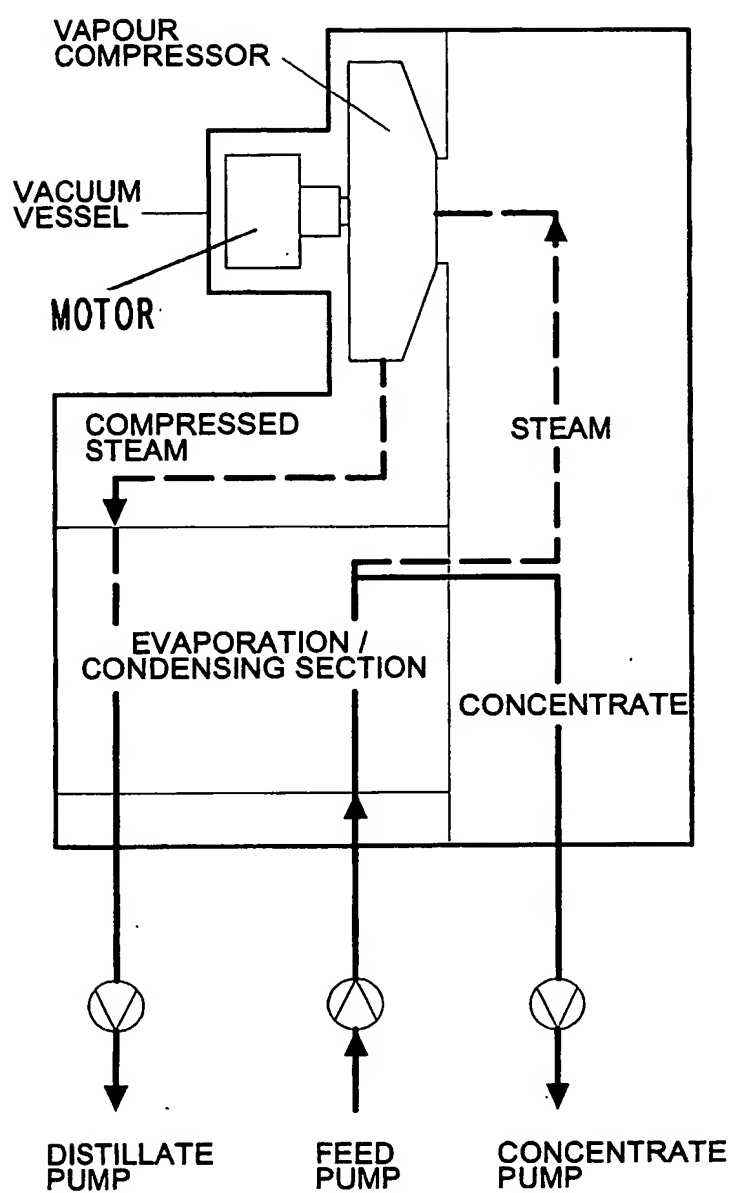 VAPOUR
COMPRESSOR
VACUUM
VESSEL
MOTOR
COMPRESSED
STEAM
STEAM
EVAPORATION /
CONDENSING SECTION
CONCENTRATE
DISTILLATE
PUMP
FEED
PUMP
CONCENTRATE
PUMP